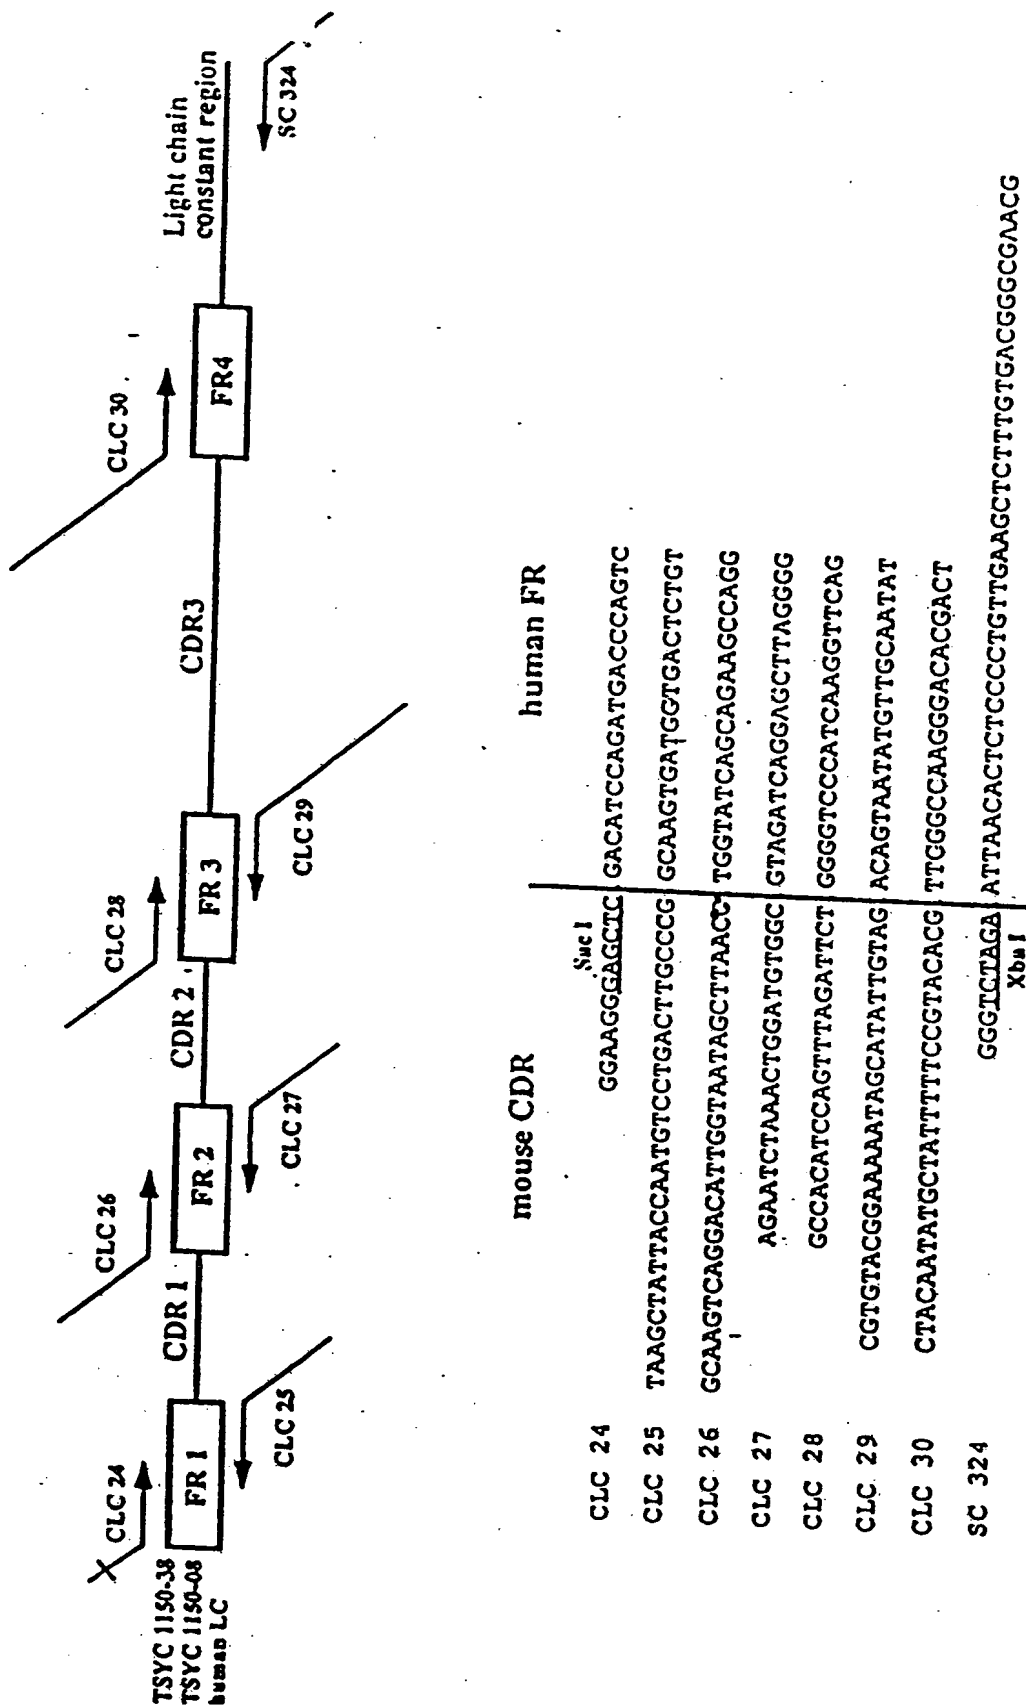 TSYC 1150-38
TSYC 1150-08
human LC
CLC 24
FR 1
CLC 25
CDR 1
CLC 26
FR 2
CLC 27
CDR 2
CLC 28
FR 3
CLC 29
CDR3
CLC 30
FR4
Light chain
constant region
SC 324
mouse CDR human FR
Sac I
CLC 24 GGAAGGGAGCTC GACATCCAGATGACCCAGTC
CLC 25 TAAGCTATTACCAATGTCCTGACTTGCCCG GCAAGTGATGGTGACTCTGT
CLC 26 GCAAGTCAGGACATTGGTAATAGCTTAACC TGGTATCAGCAGAAGCCAGG
CLC 27 AGAATCTAAACTGGATGTGGC GTAGATCAGGAGCTTAGGGG
CLC 28 GCCACATCCAGTTTAGATTCT GGGGTCCCATCAAGGTTCAG
CLC 29 CGTGTACGGAAAATAGCATATTGTAG ACAGTAATATGTTGCAATAT
CLC 30 CTACAATATGCTATTTTCCGTACACG TTGGGCCAAGGGACACGACT
SC 324 GGGTCTAGA ATTAACACTCTCCCCTGTTGAAGCTCTTTGTGACGGGCGAACG
Xba I